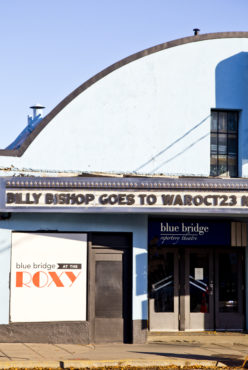 BILLY BISHOP GOES TO WAROCT23
blue bridge
repertory theatre
blue bridge AT THE
ROXY